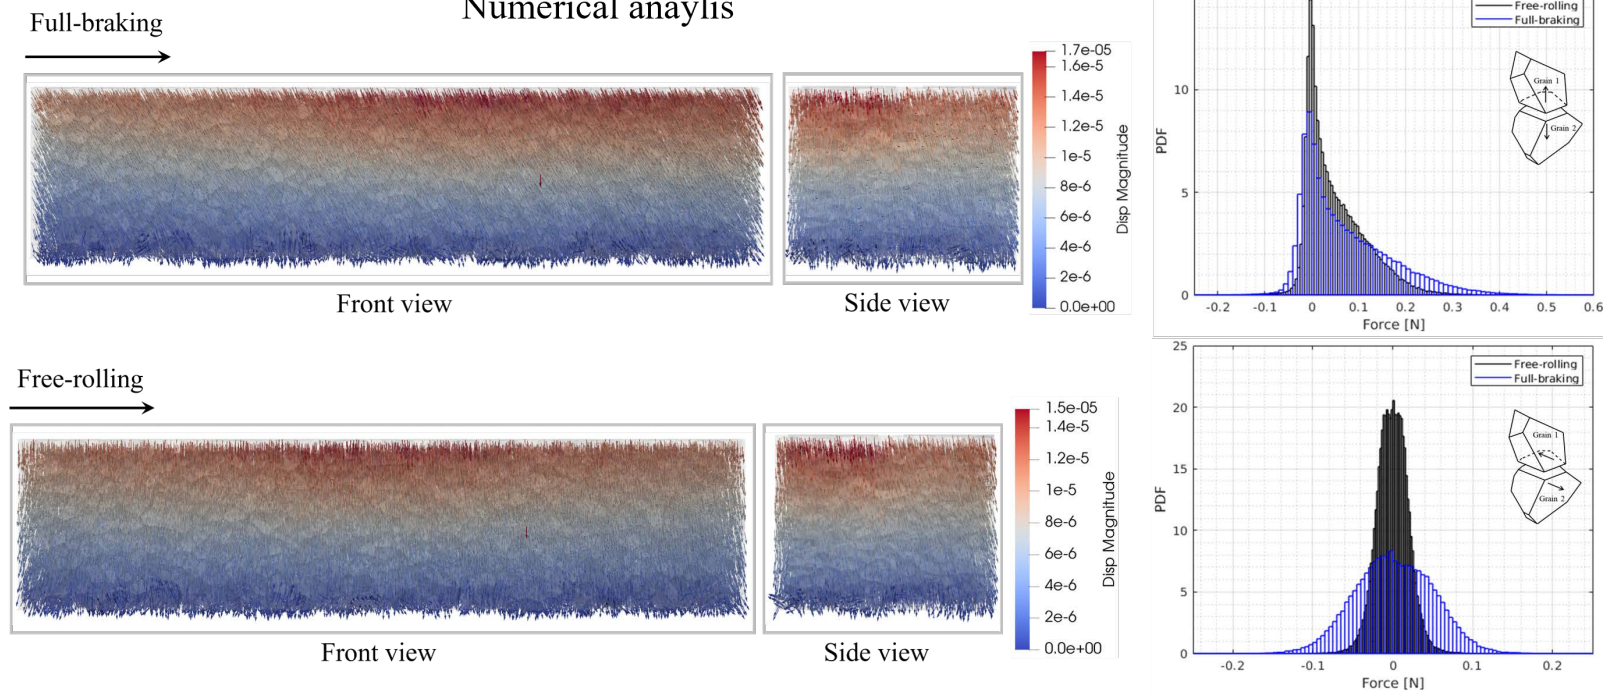 Numerical anaylis
Full-braking
1.7e-05
1.6e-5
1.4e-5
1.2e-5
1e-5
8e-6
6e-6
4e-6
2e-6
0.0e+00
Disp Magnitude
Front view
Side view
Free-rolling
Full-braking
Grain 1
Grain 2
10
5
0
PDF
-0.2 -0.1 0 0.1 0.2 0.3 0.4 0.5 0.6
Force [N]
Free-rolling
1.5e-05
1.4e-5
1.2e-5
1e-5
8e-6
6e-6
4e-6
2e-6
0.0e+00
Disp Magnitude
Front view
Side view
Free-rolling
Full-braking
Grain 1
Grain 2
25
20
15
10
5
0
PDF
-0.2 -0.1 0 0.1 0.2
Force [N]